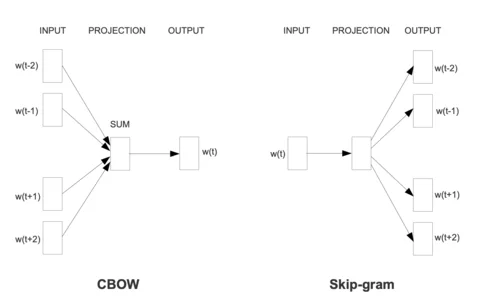 INPUT PROJECTION OUTPUT
w(t-2)
w(t-1)
SUM
w(t)
w(t+1)
w(t+2)
CBOW
INPUT PROJECTION OUTPUT
w(t-2)
w(t-1)
w(t)
w(t+1)
w(t+2)
Skip-gram